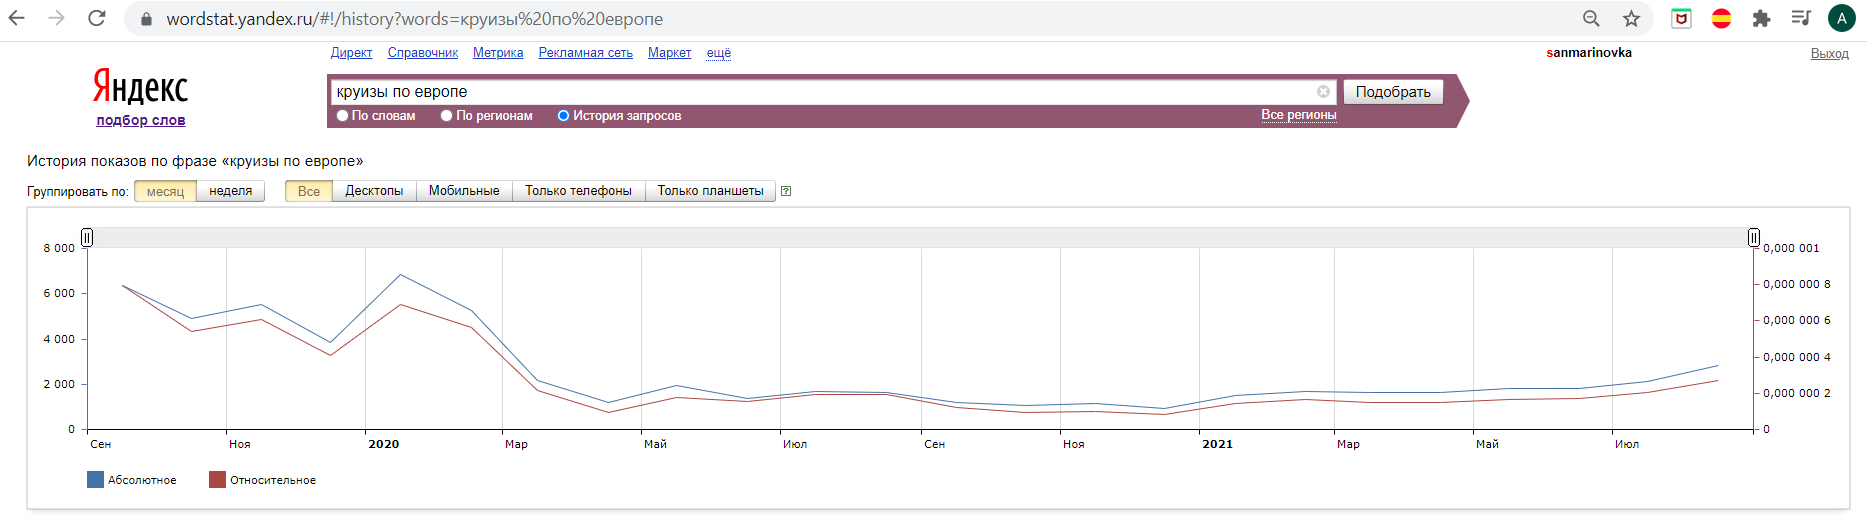 wordstat.yandex.ru/#!/history?words=круизы%20по%20европе
A
Директ Справочник Метрика Рекламная сеть Маркет ещё
sanmarinovka
Выход
Яндекс
подбор слов
круизы по европе
Подобрать
По словам По регионам История запросов
Все регионы
История показов по фразе «круизы по европе»
Группировать по: месяц неделя Все Десктопы Мобильные Только телефоны Только планшеты ?
8 000 0,000 001
6 000 0,000 000 8
0,000 000 6
4 000 0,000 000 4
2 000 0,000 000 2
0 0
Сен Ноя 2020 Мар Май Июл Сен Ноя 2021 Мар Май Июл
Абсолютное Относительное